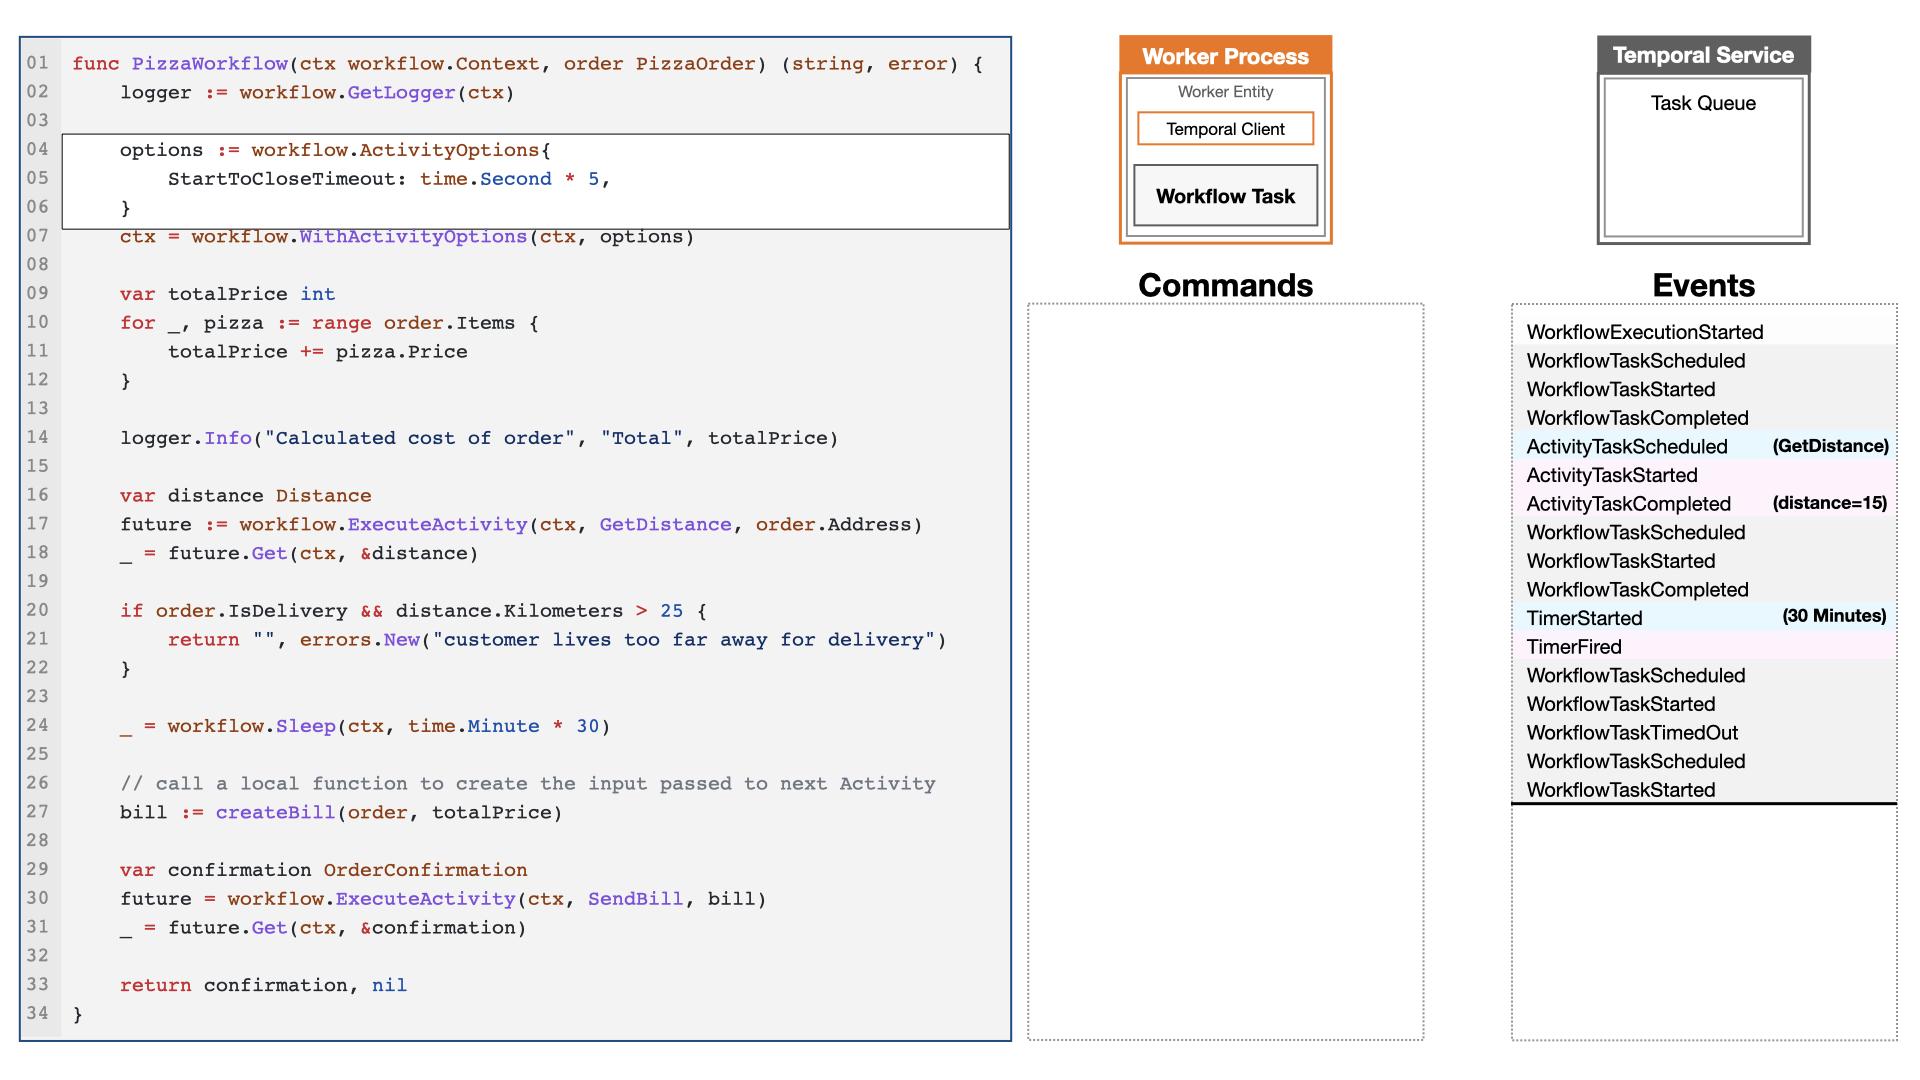 01 func PizzaWorkflow(ctx workflow.Context, order PizzaOrder) (string, error) {
02     logger := workflow.GetLogger(ctx)
03
04     options := workflow.ActivityOptions{
05         StartToCloseTimeout: time.Second * 5,
06     }
07     ctx = workflow.WithActivityOptions(ctx, options)
08
09     var totalPrice int
10     for _, pizza := range order.Items {
11         totalPrice += pizza.Price
12     }
13
14     logger.Info("Calculated cost of order", "Total", totalPrice)
15
16     var distance Distance
17     future := workflow.ExecuteActivity(ctx, GetDistance, order.Address)
18     _ = future.Get(ctx, &distance)
19
20     if order.IsDelivery && distance.Kilometers > 25 {
21         return "", errors.New("customer lives too far away for delivery")
22     }
23
24     _ = workflow.Sleep(ctx, time.Minute * 30)
25
26     // call a local function to create the input passed to next Activity
27     bill := createBill(order, totalPrice)
28
29     var confirmation OrderConfirmation
30     future = workflow.ExecuteActivity(ctx, SendBill, bill)
31     _ = future.Get(ctx, &confirmation)
32
33     return confirmation, nil
34 }
Worker Process
Worker Entity
Temporal Client
Workflow Task
Commands
Temporal Service
Task Queue
Events
WorkflowExecutionStarted
WorkflowTaskScheduled
WorkflowTaskStarted
WorkflowTaskCompleted
ActivityTaskScheduled (GetDistance)
ActivityTaskStarted
ActivityTaskCompleted (distance=15)
WorkflowTaskScheduled
WorkflowTaskStarted
WorkflowTaskCompleted
TimerStarted (30 Minutes)
TimerFired
WorkflowTaskScheduled
WorkflowTaskStarted
WorkflowTaskTimedOut
WorkflowTaskScheduled
WorkflowTaskStarted